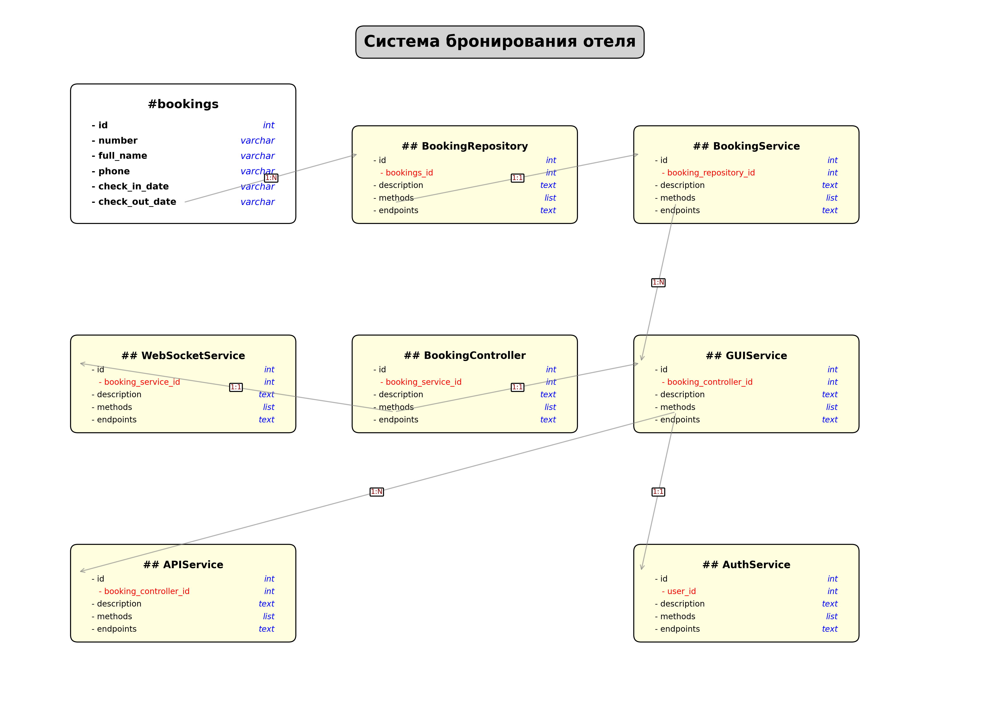 Система бронирования отеля
#bookings
- id int
- number varchar
- full_name varchar
- phone varchar
- check_in_date varchar
- check_out_date varchar
1:N
## BookingRepository
- id int
- bookings_id int
- description text
- methods list
- endpoints text
1:1
## BookingService
- id int
- booking_repository_id int
- description text
- methods list
- endpoints text
1:N
## WebSocketService
- id int
- booking_service_id int
- description text
- methods list
- endpoints text
1:1
## BookingController
- id int
- booking_service_id int
- description text
- methods list
- endpoints text
1:1
## GUIService
- id int
- booking_controller_id int
- description text
- methods list
- endpoints text
1:N
1:1
## APIService
- id int
- booking_controller_id int
- description text
- methods list
- endpoints text
## AuthService
- id int
- user_id int
- description text
- methods list
- endpoints text